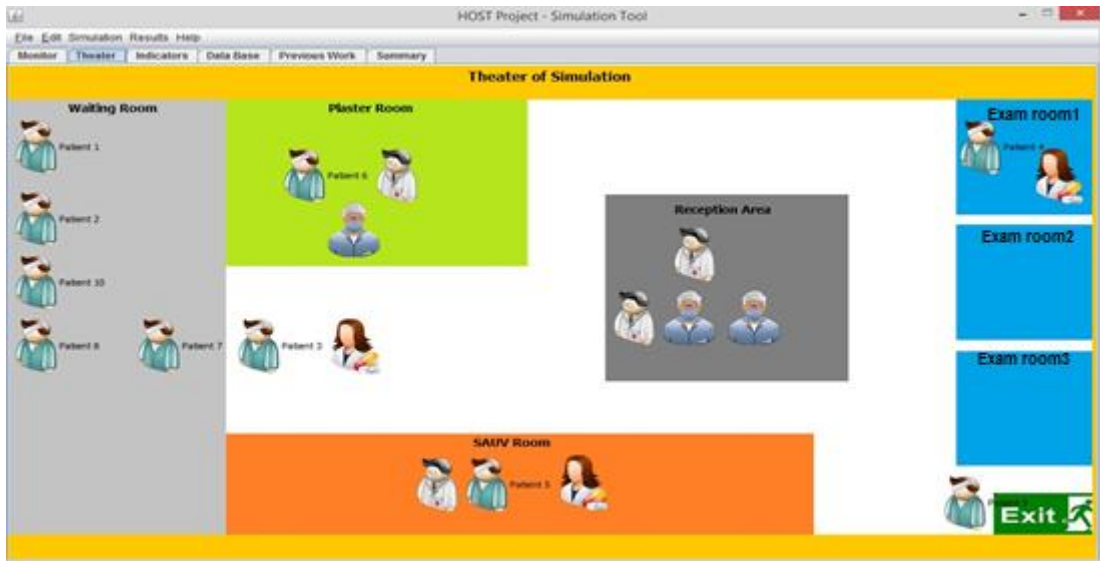 HOST Project - Simulation Tool
File Edit Simulation Results Help
Monitor Theater Indicators Data Base Previous Work Summary
Theater of Simulation
Waiting Room
Patient 1
Patient 2
Patient 10
Patient 8
Patient 7
Plaster Room
Patient 6
Patient 3
Reception Area
SAUV Room
Patient 5
Exam room1
Patient 4
Exam room2
Exam room3
Patient
Exit